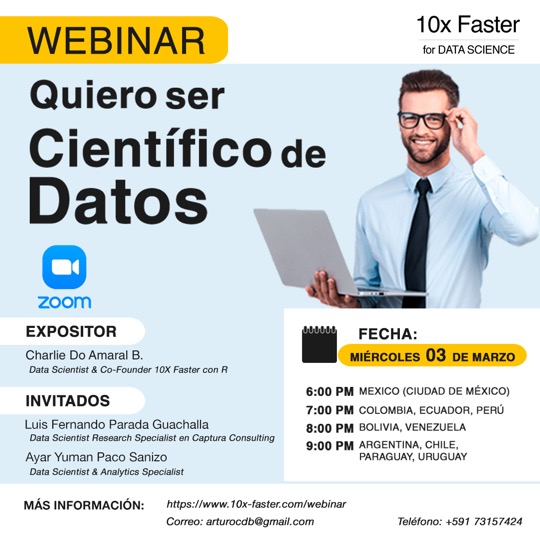 WEBINAR
10x Faster
for DATA SCIENCE
Quiero ser
Científico de
Datos
zoom
EXPOSITOR
Charlie Do Amaral B.
Data Scientist & Co-Founder 10X Faster con R
INVITADOS
Luis Fernando Parada Guachalla
Data Scientist Research Specialist en Captura Consulting
Ayar Yuman Paco Sanizo
Data Scientist & Analytics Specialist
FECHA:
MIÉRCOLES 03 DE MARZO
6:00 PM MEXICO (CIUDAD DE MÉXICO)
7:00 PM COLOMBIA, ECUADOR, PERÚ
8:00 PM BOLIVIA, VENEZUELA
9:00 PM ARGENTINA, CHILE,
PARAGUAY, URUGUAY
MÁS INFORMACIÓN: https://www.10x-faster.com/webinar
Correo: arturocdb@gmail.com Teléfono: +591 73157424